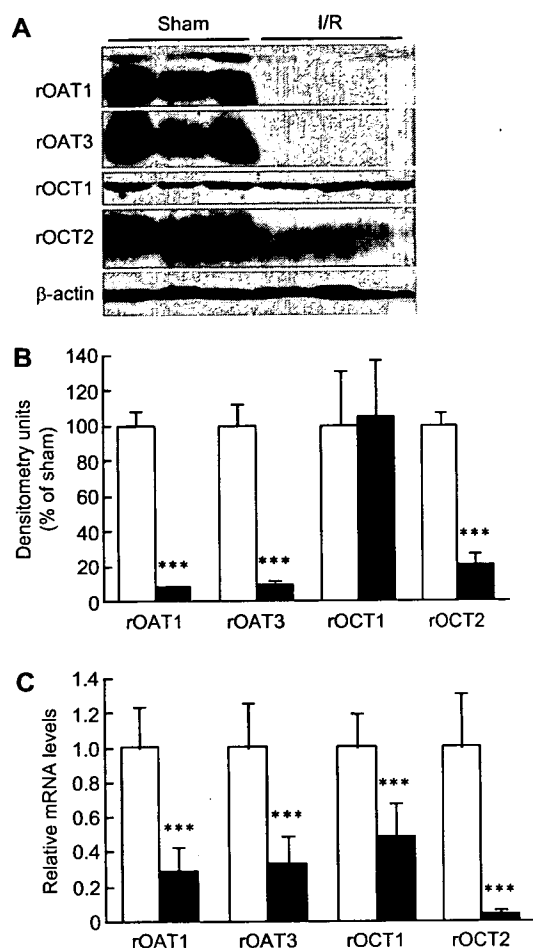 A
Sham I/R
rOAT1
rOAT3
rOCT1
rOCT2
β-actin
B
Densitometry units
(% of sham)
140
120
100
80
60
40
20
0
***
***
***
rOAT1 rOAT3 rOCT1 rOCT2
C
Relative mRNA levels
1.4
1.2
1.0
0.8
0.6
0.4
0.2
0
***
***
***
***
rOAT1 rOAT3 rOCT1 rOCT2